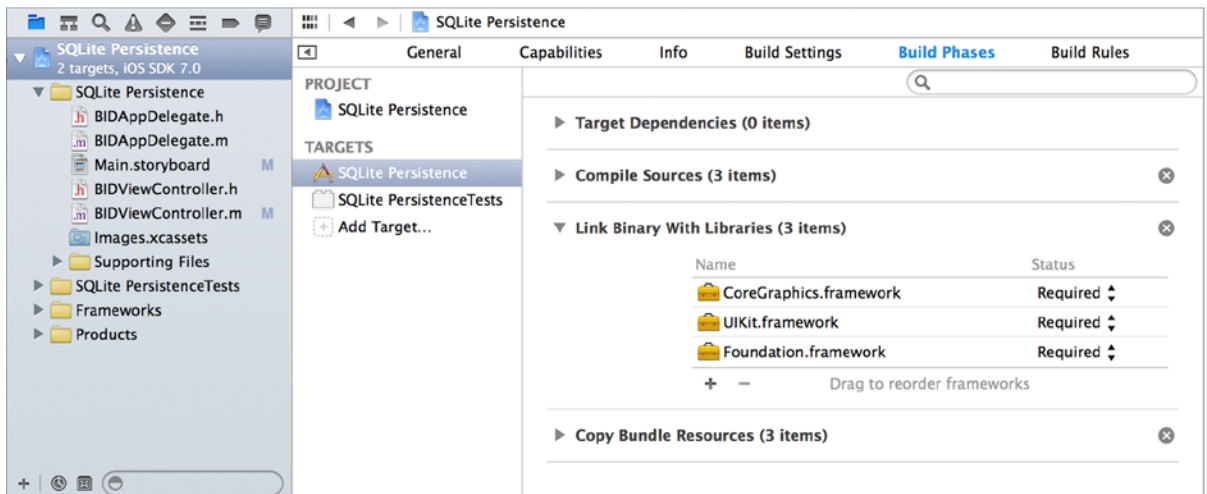 SQLite Persistence
SQLite Persistence
2 targets, iOS SDK 7.0
SQLite Persistence
BIDAppDelegate.h
BIDAppDelegate.m
Main.storyboard M
BIDViewController.h
BIDViewController.m M
Images.xcassets
Supporting Files
SQLite PersistenceTests
Frameworks
Products
General Capabilities Info Build Settings Build Phases Build Rules
PROJECT
SQLite Persistence
TARGETS
SQLite Persistence
SQLite PersistenceTests
Add Target...
Target Dependencies (0 items)
Compile Sources (3 items)
Link Binary With Libraries (3 items)
Name Status
CoreGraphics.framework Required
UIKit.framework Required
Foundation.framework Required
Drag to reorder frameworks
Copy Bundle Resources (3 items)